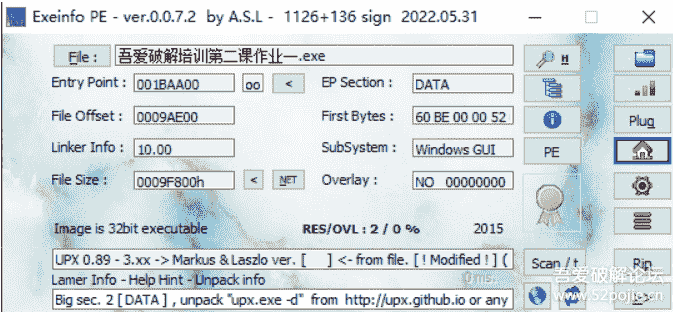 Exeinfo PE - ver.0.0.7.2 by A.S.L - 1126+136 sign 2022.05.31
File : 吾爱破解培训第二课作业一.exe H
Entry Point : 001BAA00 oo < EP Section : DATA
File Offset : 0009AE00 First Bytes : 60 BE 00 00 52 Plug
Linker Info : 10.00 SubSystem : Windows GUI PE
File Size : 0009F800h < NET Overlay : NO 00000000
Image is 32bit executable RES/OVL : 2 / 0 % 2015
UPX 0.89 - 3.xx -> Markus & Laszlo ver. [ ] <- from file. [ ! Modified ! ] ( Scan / t Rip
Lamer Info - Help Hint - Unpack info 0 ms.
Big sec. 2 [ DATA ] , unpack "upx.exe -d" from http://upx.github.io or any
吾爱破解论坛
www.52pojie.cn